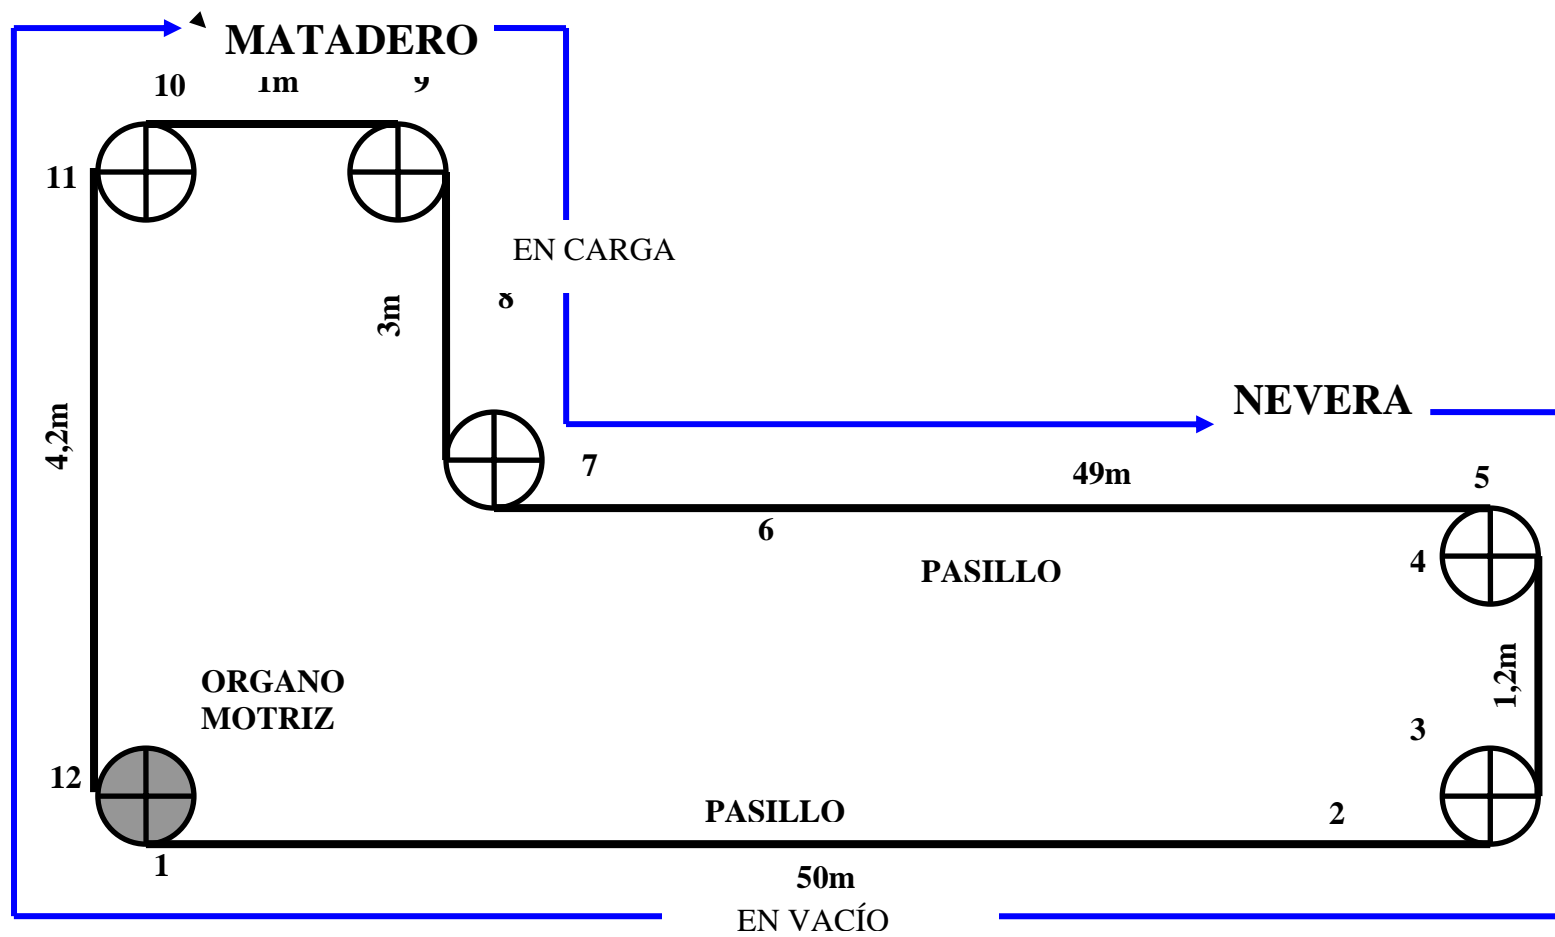 MATADERO
10
1m
9
11
EN CARGA
8
3m
NEVERA
4,2m
7
49m
5
6
PASILLO
4
ORGANO
MOTRIZ
1,2m
3
12
PASILLO
2
1
50m
EN VACÍO